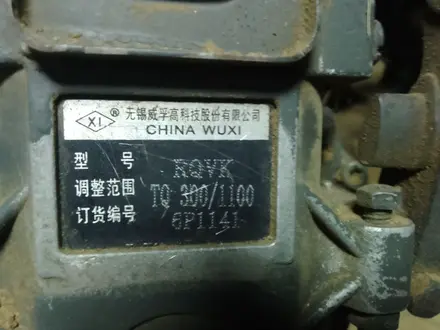 XI ® 无锡威孚高科技股份有限公司
CHINA WUXI
型 号 RQVK
调整范围 TQ 300/1100
订货编号 6P1141